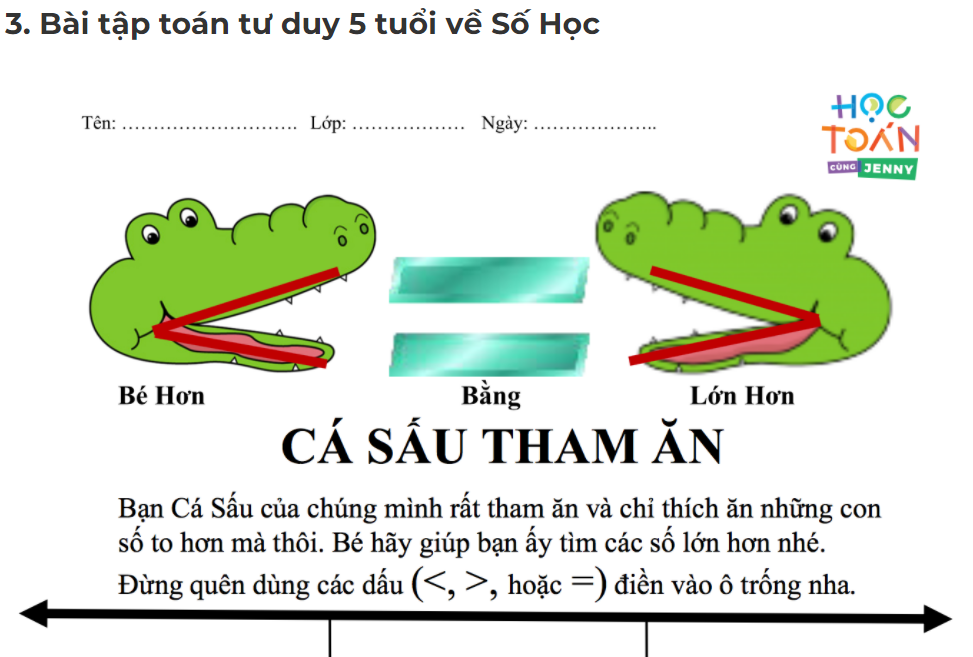 3. Bài tập toán tư duy 5 tuổi về Số Học
Tên: ............................ Lớp: .................. Ngày: ....................
HỌC
TOÁN
CÙNG JENNY
Bé Hơn Bằng Lớn Hơn
CÁ SẤU THAM ĂN
Bạn Cá Sấu của chúng mình rất tham ăn và chỉ thích ăn những con
số to hơn mà thôi. Bé hãy giúp bạn ấy tìm các số lớn hơn nhé.
Đừng quên dùng các dấu (<, >, hoặc =) điền vào ô trống nha.